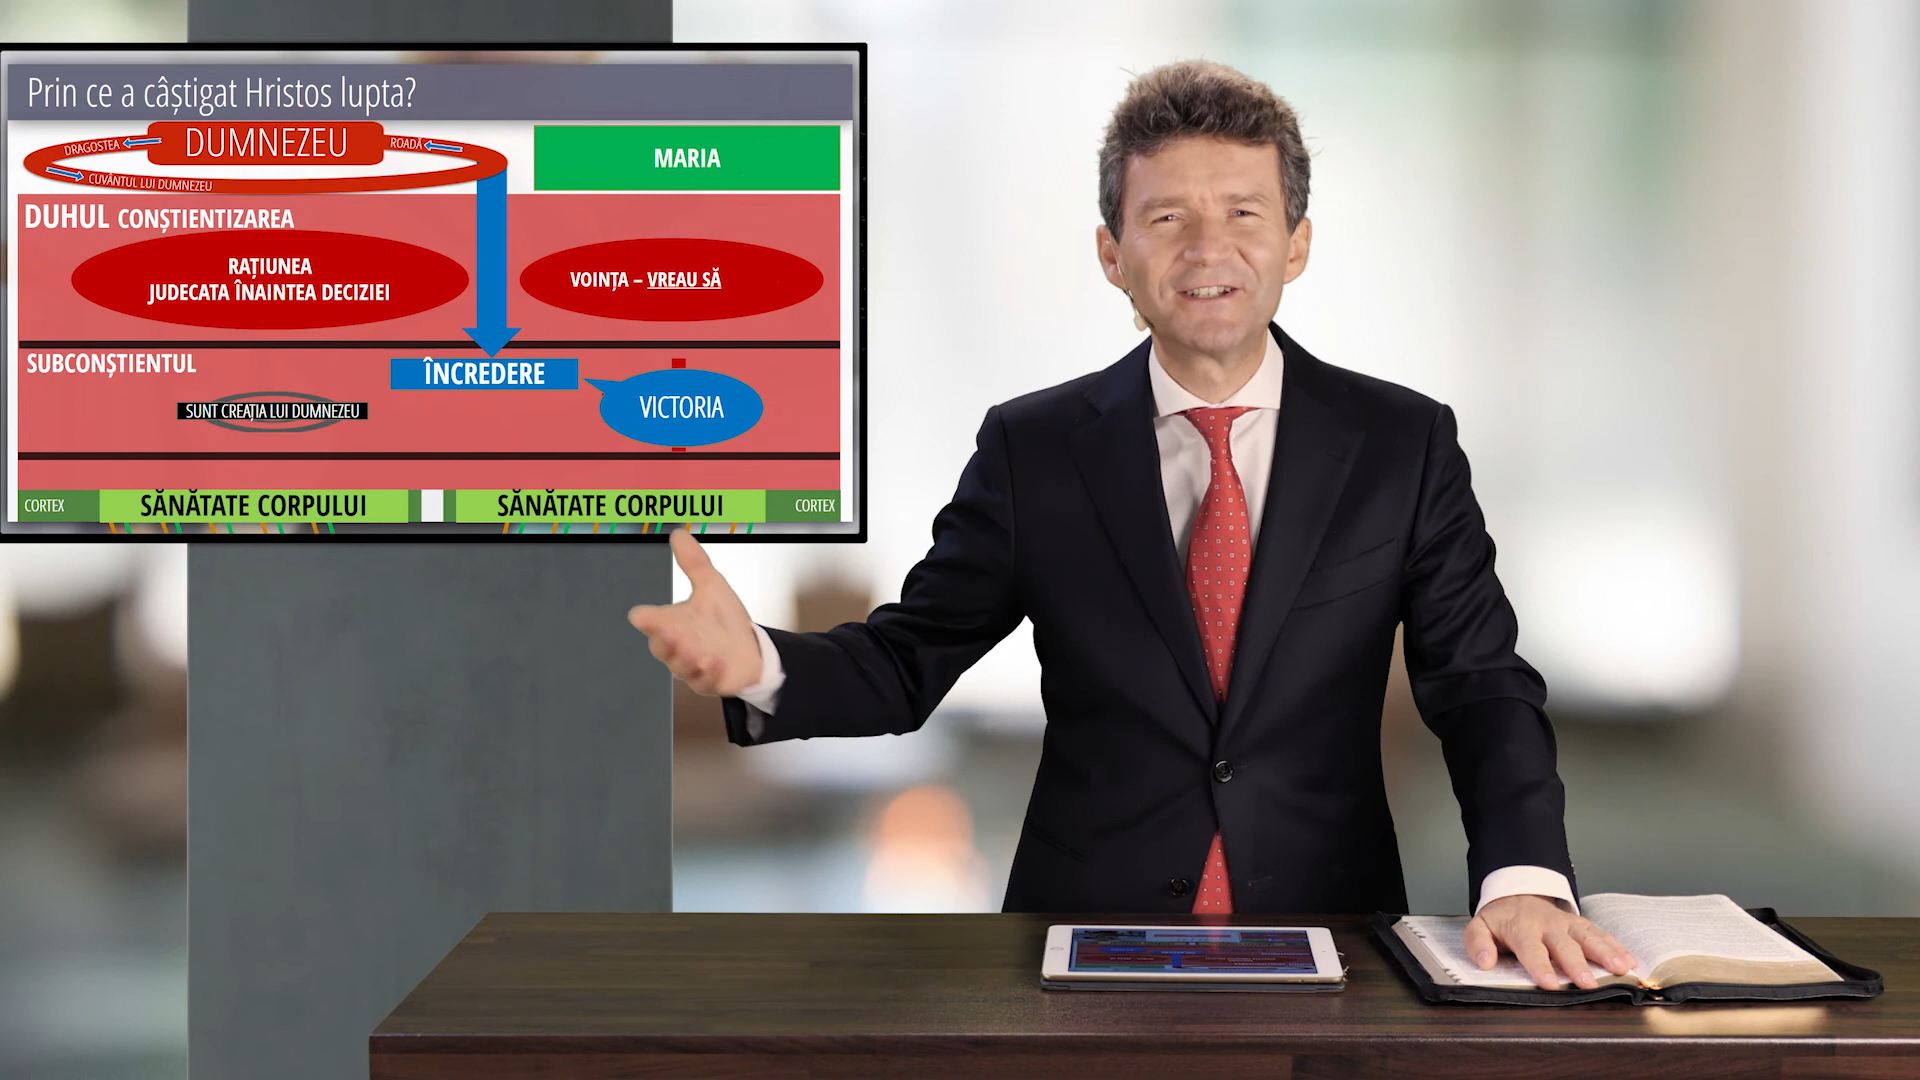 Prin ce a câștigat Hristos lupta?
DUMNEZEU
DRAGOSTEA
ROADĂ
CUVÂNTUL LUI DUMNEZEU
MARIA
DUHUL CONȘTIENTIZAREA
RAȚIUNEA
JUDECATA ÎNAINTEA DECIZIEI
VOINȚA – VREAU SĂ
SUBCONȘTIENTUL
ÎNCREDERE
SUNT CREAȚIA LUI DUMNEZEU
VICTORIA
CORTEX
SĂNĂTATE CORPULUI
SĂNĂTATE CORPULUI
CORTEX